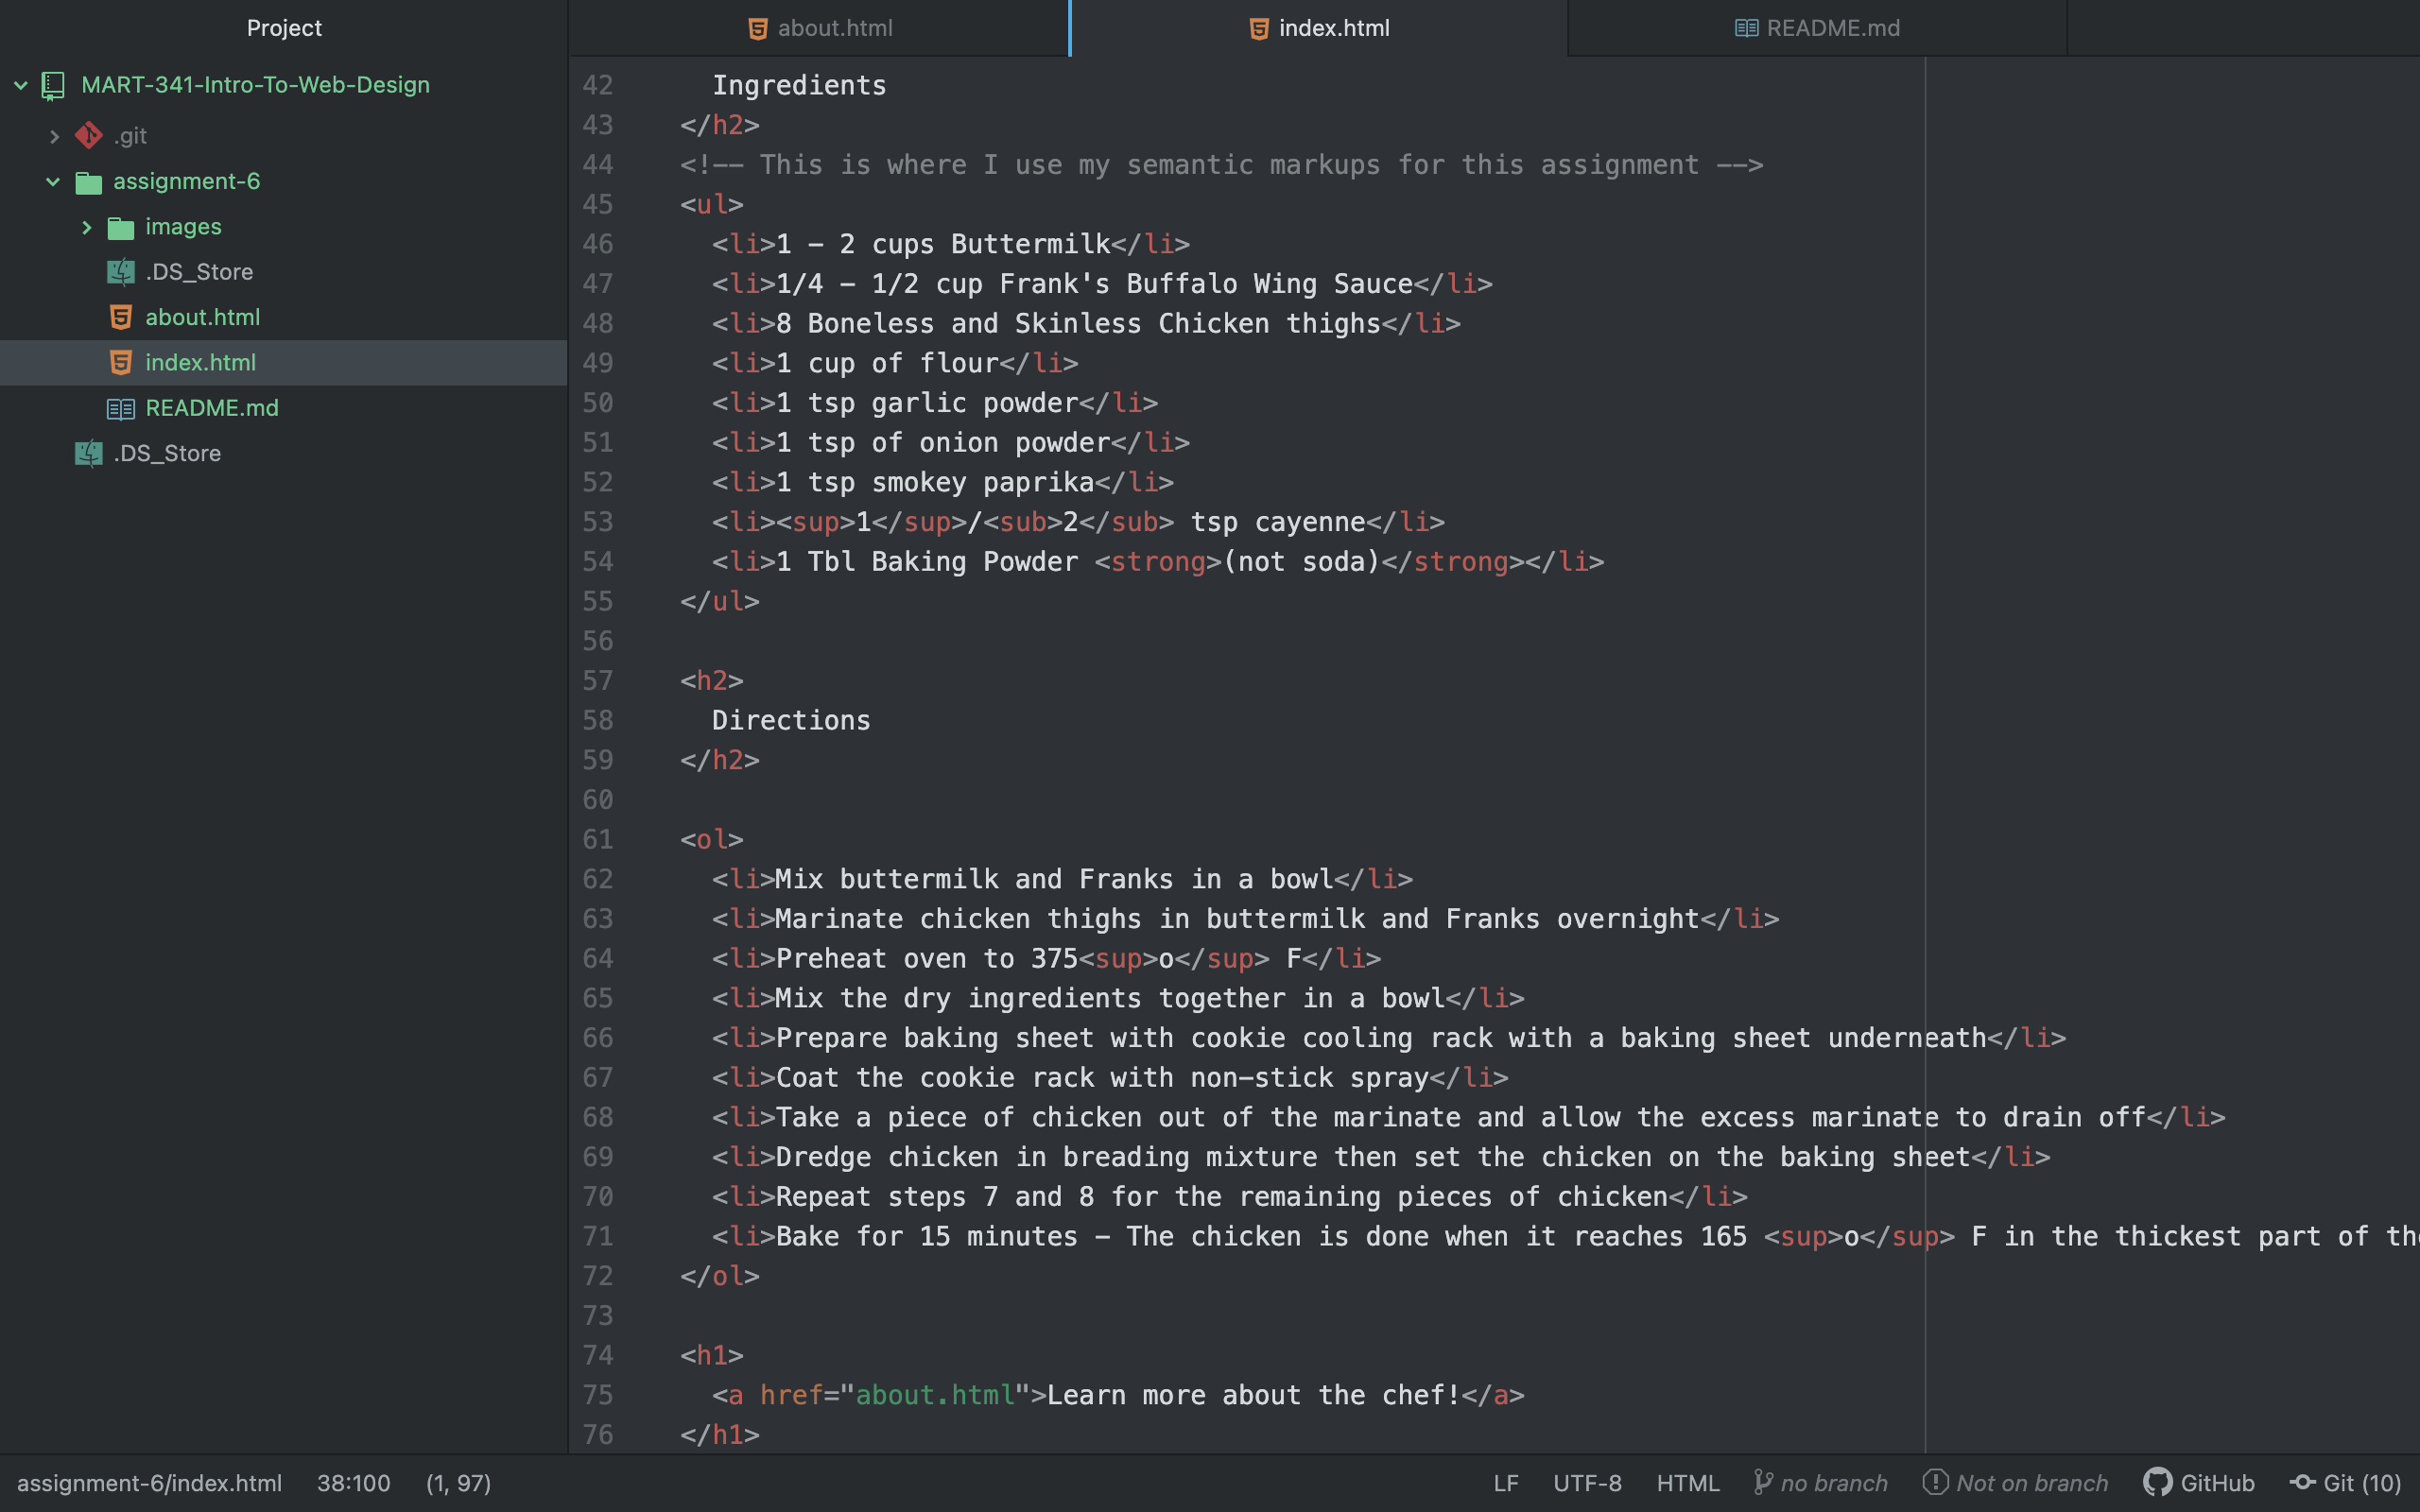 Project
MART-341-Intro-To-Web-Design
.git
assignment-6
images
.DS_Store
about.html
index.html
README.md
.DS_Store
about.html
index.html
README.md
42 Ingredients
43 </h2>
44 <!-- This is where I use my semantic markups for this assignment -->
45 <ul>
46 <li>1 - 2 cups Buttermilk</li>
47 <li>1/4 - 1/2 cup Frank's Buffalo Wing Sauce</li>
48 <li>8 Boneless and Skinless Chicken thighs</li>
49 <li>1 cup of flour</li>
50 <li>1 tsp garlic powder</li>
51 <li>1 tsp of onion powder</li>
52 <li>1 tsp smokey paprika</li>
53 <li><sup>1</sup>/<sub>2</sub> tsp cayenne</li>
54 <li>1 Tbl Baking Powder <strong>(not soda)</strong></li>
55 </ul>
56
57 <h2>
58 Directions
59 </h2>
60
61 <ol>
62 <li>Mix buttermilk and Franks in a bowl</li>
63 <li>Marinate chicken thighs in buttermilk and Franks overnight</li>
64 <li>Preheat oven to 375<sup>o</sup> F</li>
65 <li>Mix the dry ingredients together in a bowl</li>
66 <li>Prepare baking sheet with cookie cooling rack with a baking sheet underneath</li>
67 <li>Coat the cookie rack with non-stick spray</li>
68 <li>Take a piece of chicken out of the marinate and allow the excess marinate to drain off</li>
69 <li>Dredge chicken in breading mixture then set the chicken on the baking sheet</li>
70 <li>Repeat steps 7 and 8 for the remaining pieces of chicken</li>
71 <li>Bake for 15 minutes - The chicken is done when it reaches 165 <sup>o</sup> F in the thickest part of
72 </ol>
73
74 <h1>
75 <a href="about.html">Learn more about the chef!</a>
76 </h1>
assignment-6/index.html 38:100 (1, 97) LF UTF-8 HTML no branch Not on branch GitHub Git (10)